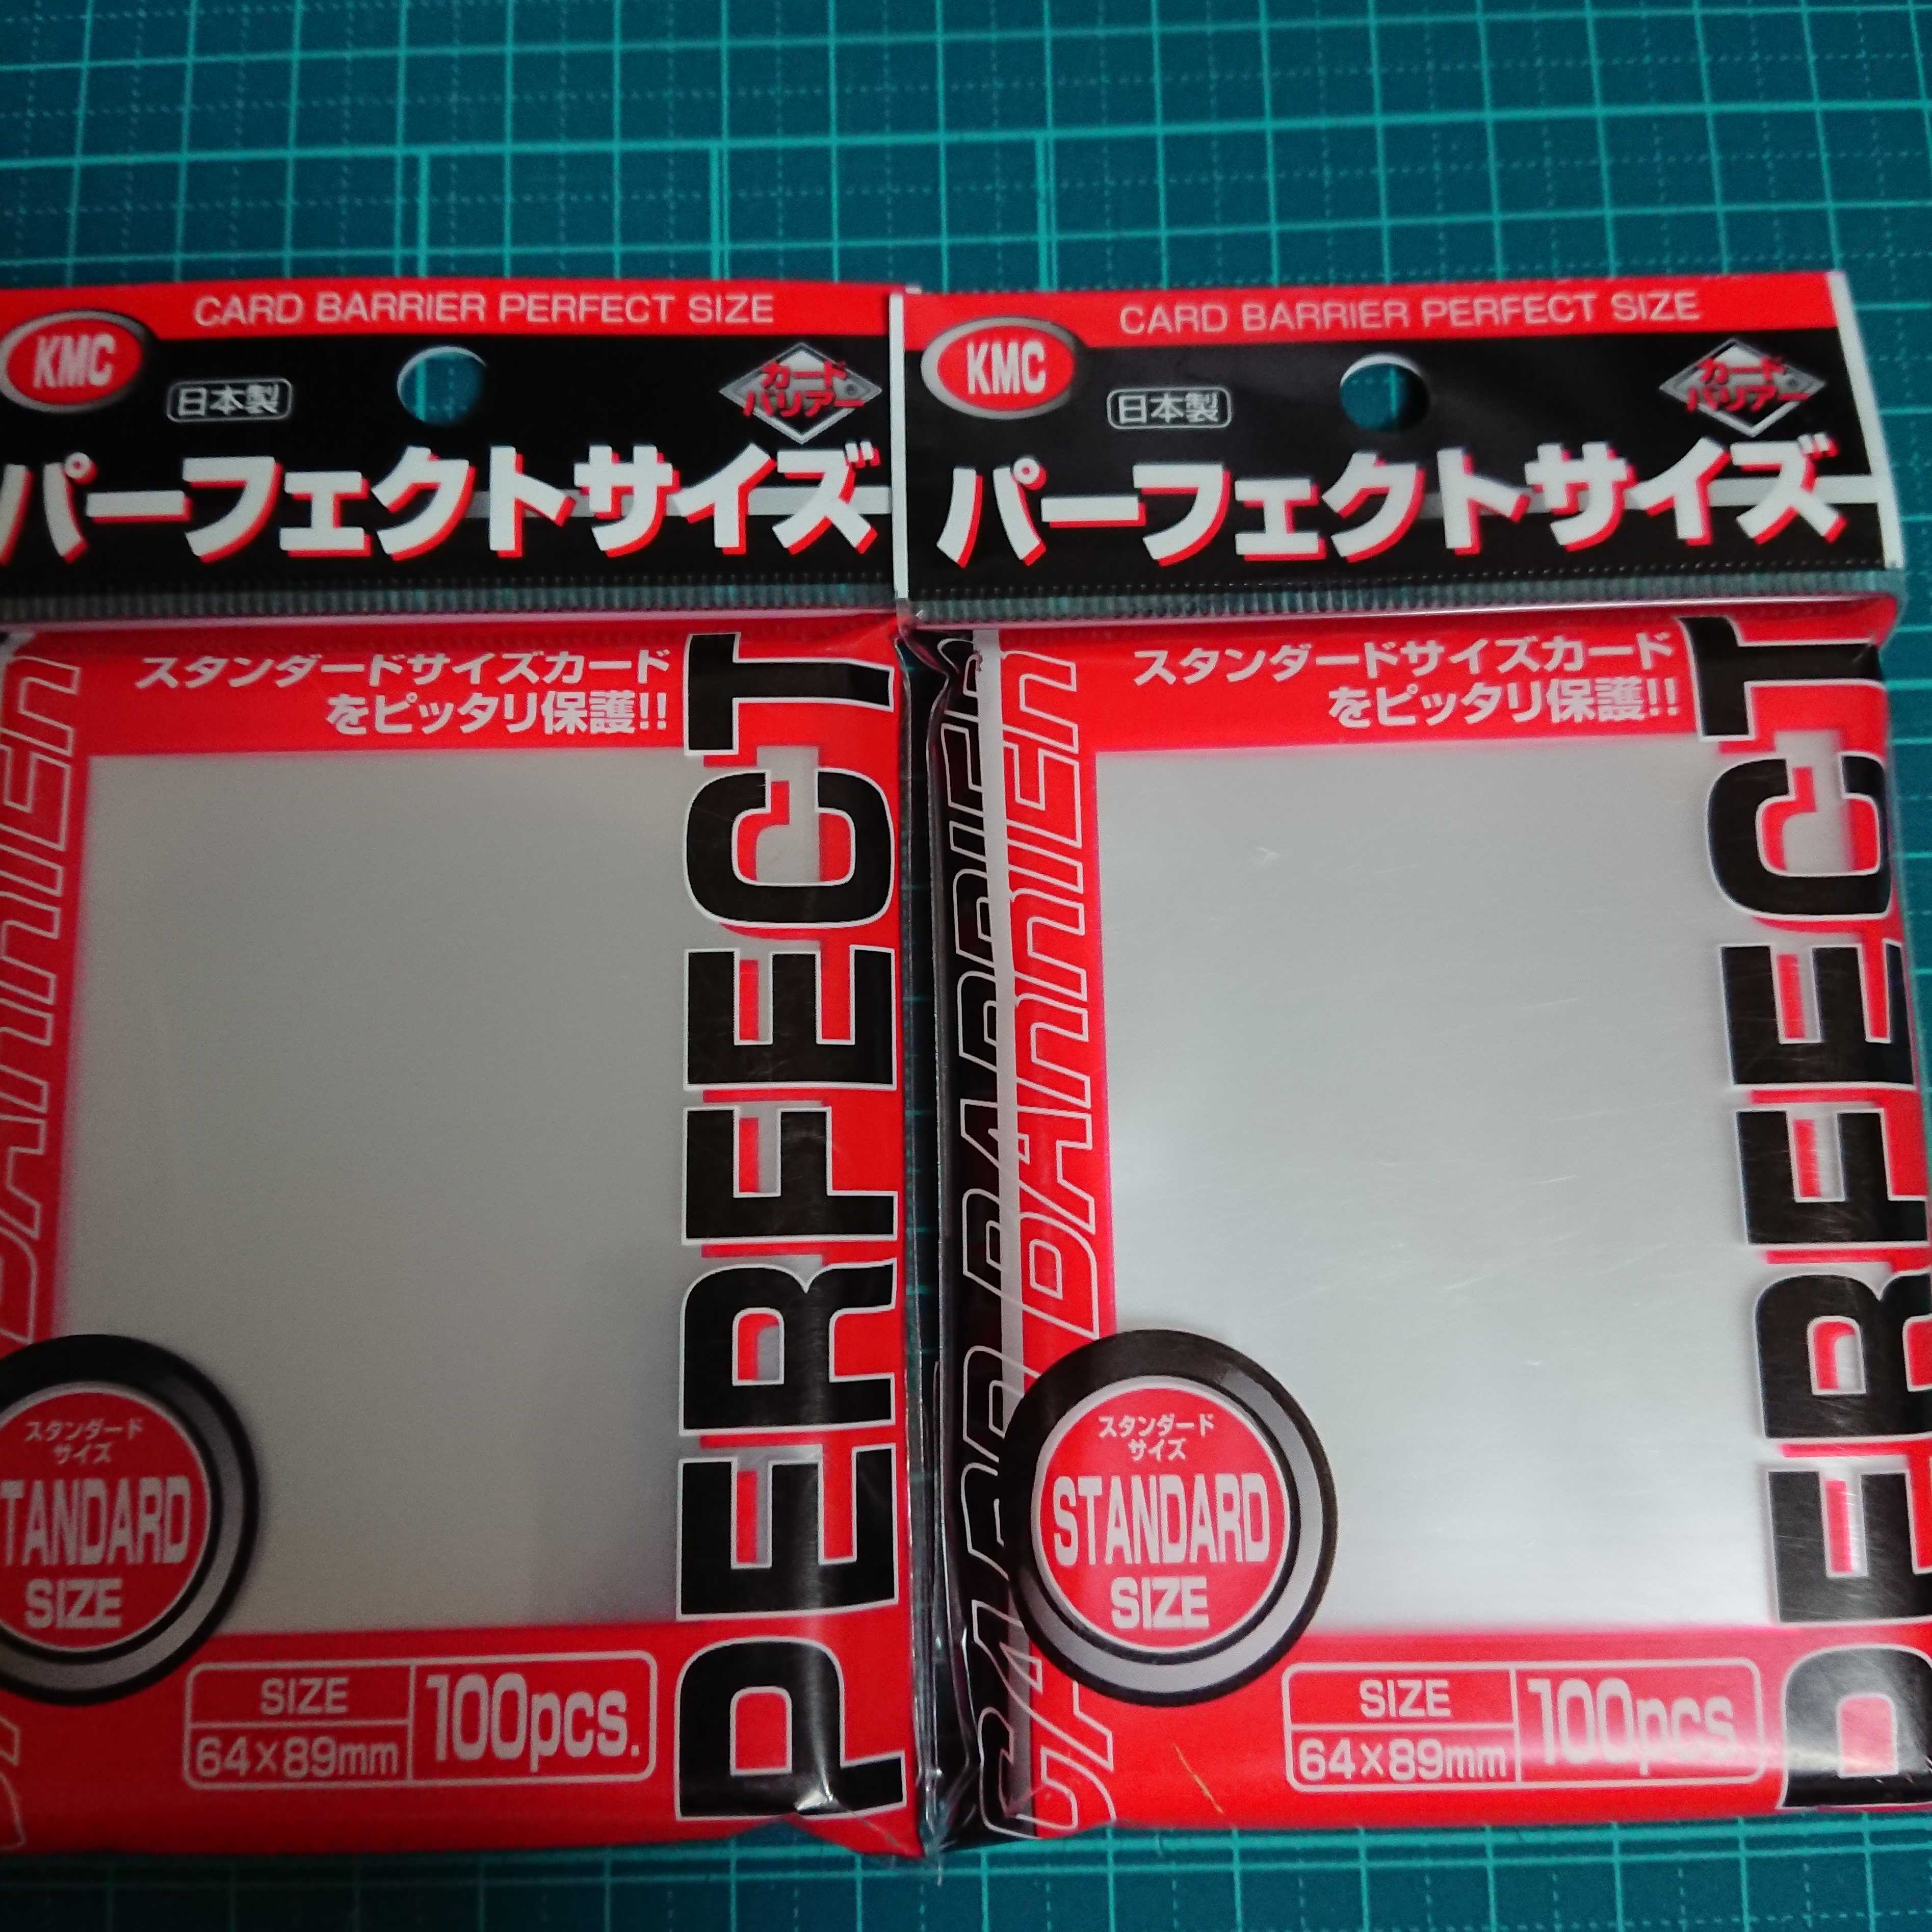 CARD BARRIER PERFECT SIZE
KMC
日本製
カード
バリアー
パーフェクトサイズ
スタンダードサイズカード
をピッタリ保護!!
BARRIER
PERFECT
スタンダード
サイズ
TANDARD
SIZE
SIZE
64×89mm
100pcs.
CARD BARRIER PERFECT SIZE
KMC
日本製
カード
バリアー
パーフェクトサイズ
スタンダードサイズカード
をピッタリ保護!!
CARD BARRIER
CARD BARRIER
PERFECT
スタンダード
サイズ
STANDARD
SIZE
SIZE
64×89mm
100pcs.